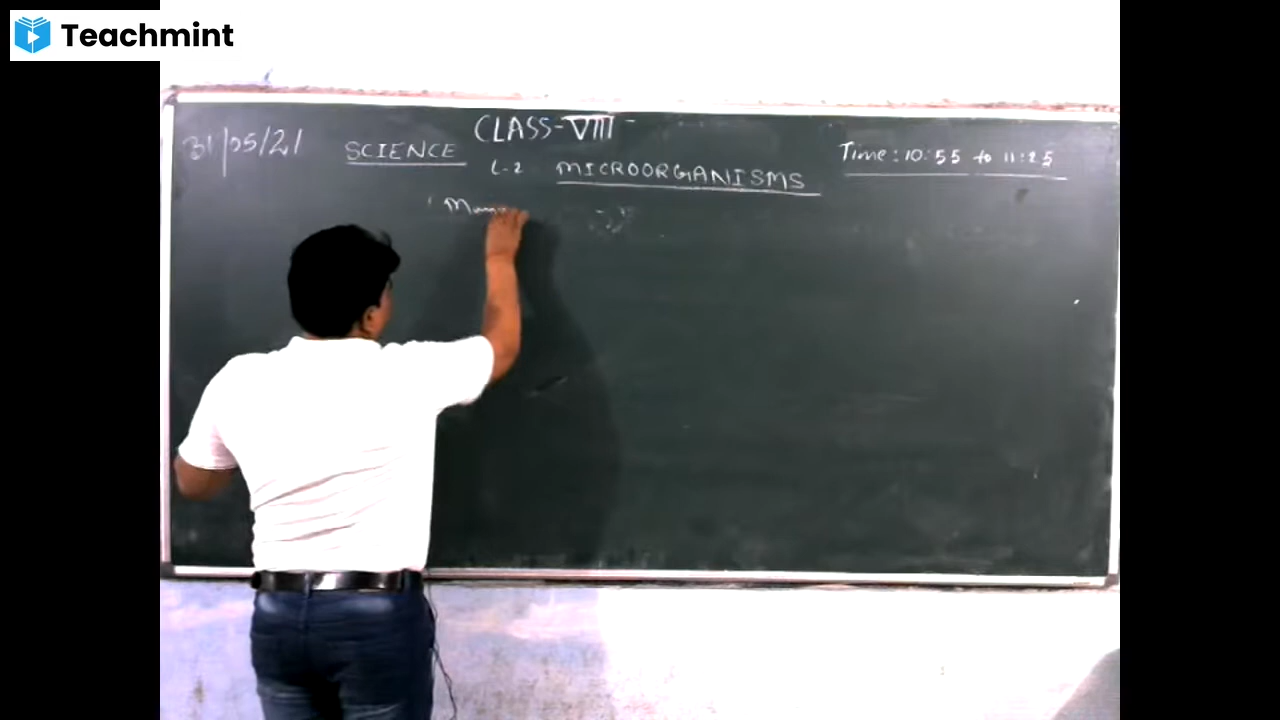 Teachmint
CLASS-VIII
31/05/21
SCIENCE
Time: 10:55 to 11:25
L-2 MICROORGANISMS